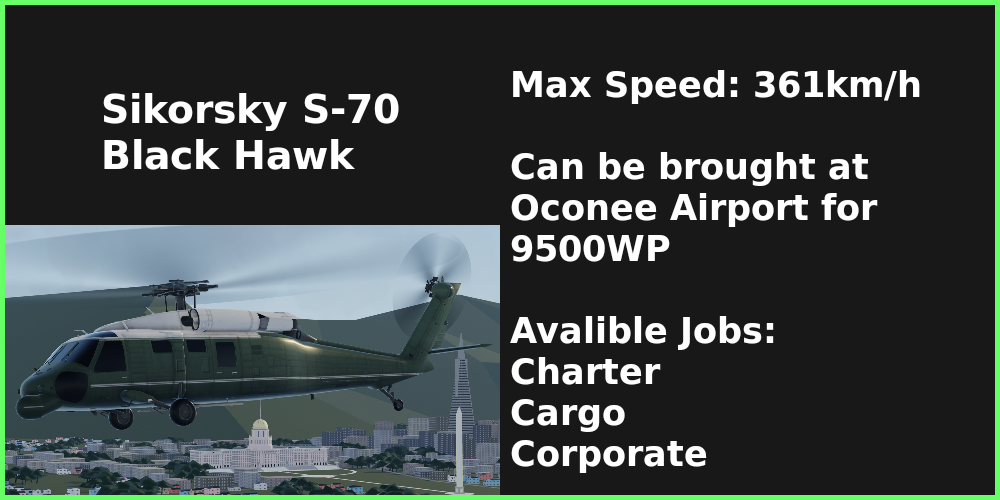 Sikorsky S-70
Black Hawk
Max Speed: 361km/h
Can be brought at
Oconee Airport for
9500WP
Avalible Jobs:
Charter
Cargo
Corporate